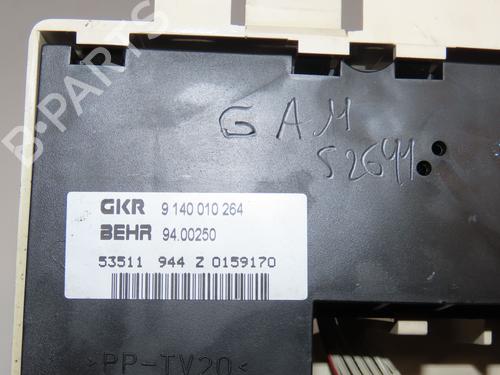 B-PARTS
GAM
S2641
GKR 9 140 010 264
BEHR 94.00250
53511 944 Z 0159170
>PP-TV20<